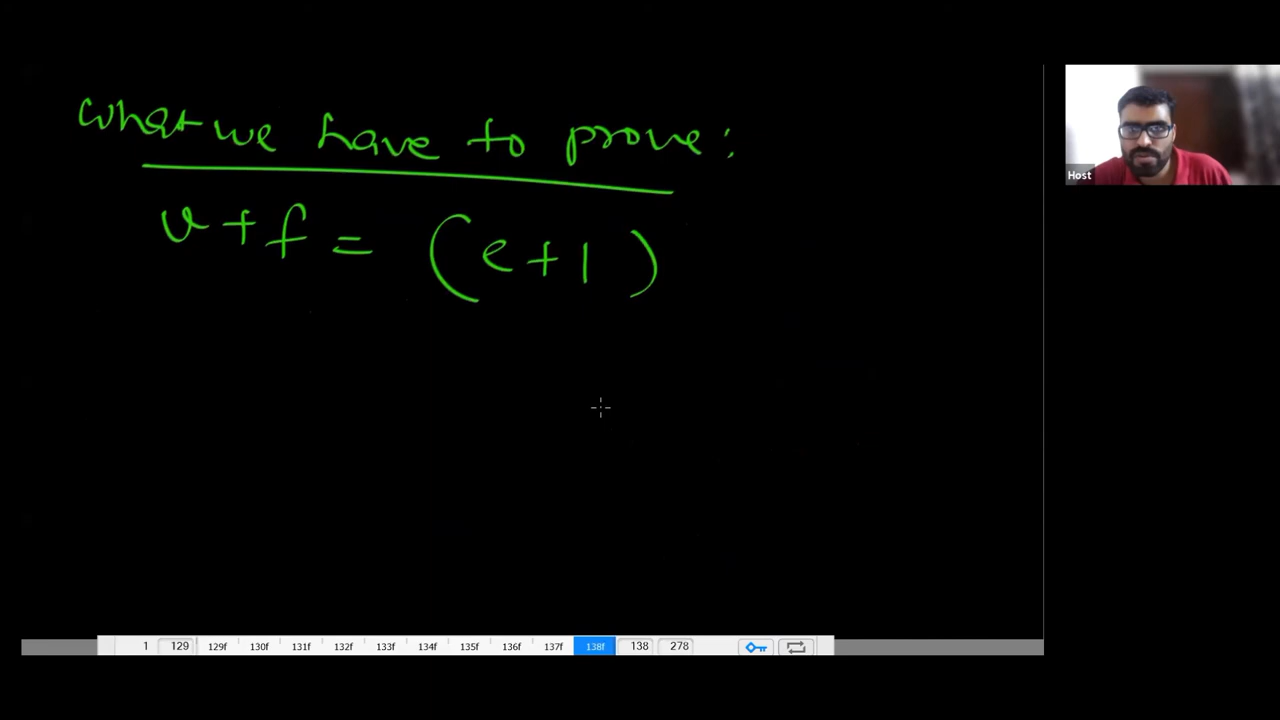 what we have to prove:
v + f = (e + 1)
Host
1 129 129f 130f 131f 132f 133f 134f 135f 136f 137f 138f 138 278